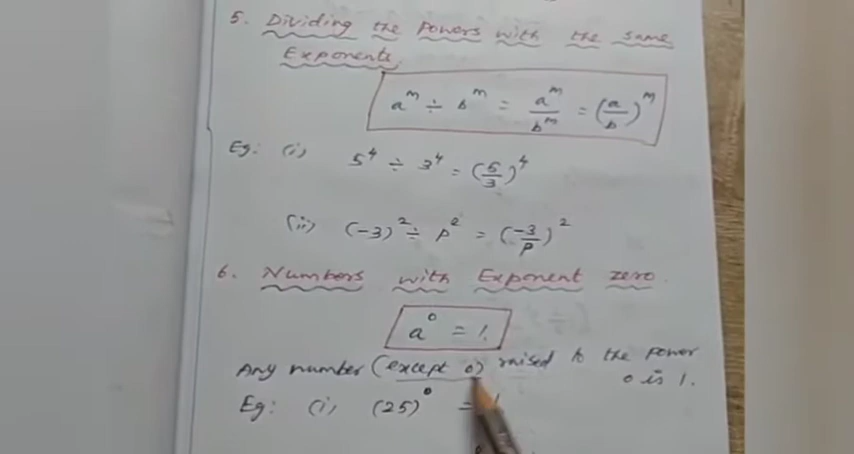 5. Dividing the Powers with the same
Exponents.
a^m ÷ b^m = a^m/b^m = (a/b)^m
Eg: (i) 5^4 ÷ 3^4 = (5/3)^4
(ii) (-3)^2 ÷ p^2 = (-3/p)^2
6. Numbers with Exponent zero.
a^0 = 1.
Any number (except 0) raised to the power
0 is 1.
Eg: (i) (25)^0 = 1